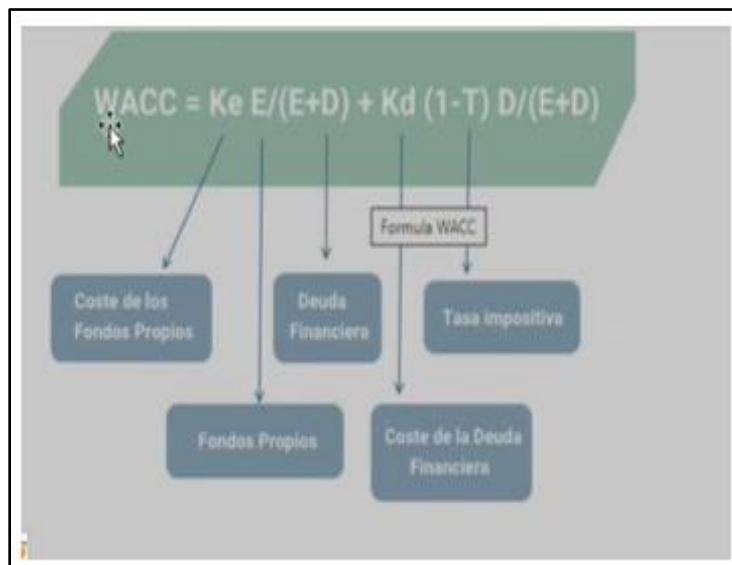 WACC = Ke E/(E+D) + Kd (1-T) D/(E+D)
Formula WACC
Coste de los
Fondos Propios
Deuda
Financiera
Tasa impositiva
Fondos Propios
Coste de la Deuda
Financiera